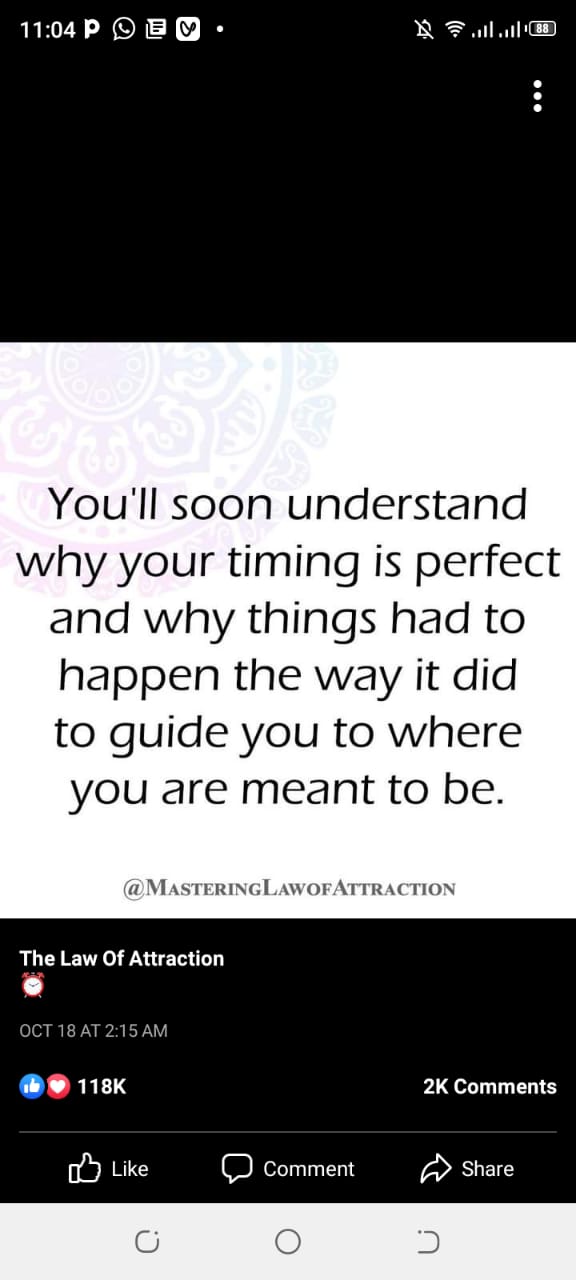 11:04
88
You'll soon understand
why your timing is perfect
and why things had to
happen the way it did
to guide you to where
you are meant to be.
@MasteringLawofAttraction
The Law Of Attraction
OCT 18 AT 2:15 AM
118K
2K Comments
Like
Comment
Share